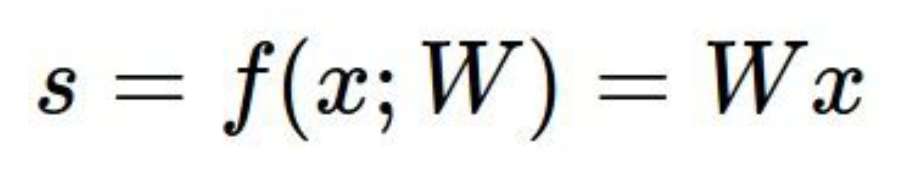 s = f(x; W) = Wx